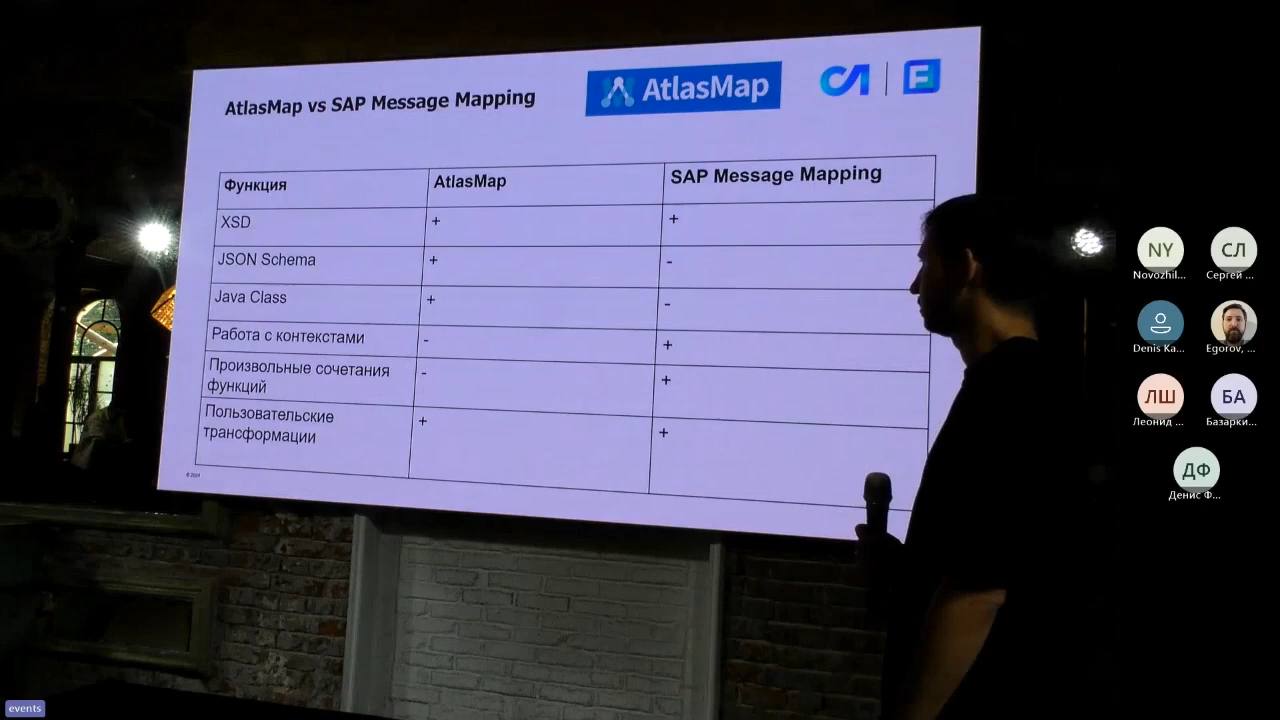 AtlasMap vs SAP Message Mapping
AtlasMap
Функция
AtlasMap
SAP Message Mapping
XSD
+
+
JSON Schema
+
-
Java Class
+
-
Работа с контекстами
-
+
Произвольные сочетания
функций
-
+
Пользовательские
трансформации
+
+
© 2024
NY
Novozhil...
СЛ
Сергей ...
Denis Ka...
Egorov, ...
ЛШ
Леонид ...
БА
Базарки...
ДФ
Денис Ф...
events